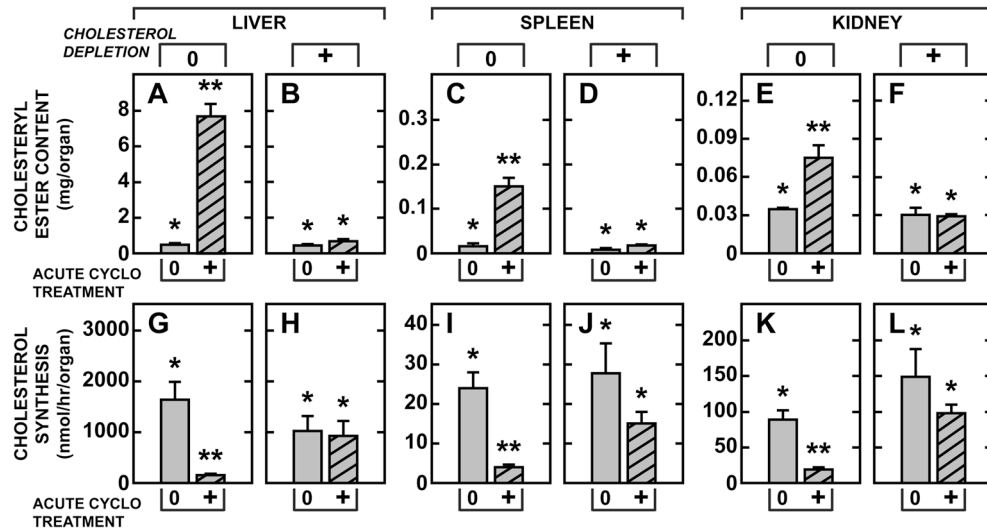 LIVER SPLEEN KIDNEY
CHOLESTEROL
DEPLETION
0 + 0 + 0 +
CHOLESTERYL
ESTER CONTENT
(mg/organ)
A B C D E F
8
6
4
2
0
0.3
0.2
0.1
0
0.12
0.09
0.06
0.03
0
* ** * * * ** * * * ** * *
ACUTE CYCLO
TREATMENT
0 + 0 + 0 + 0 + 0 + 0 +
CHOLESTEROL
SYNTHESIS
(nmol/hr/organ)
G H I J K L
3000
2000
1000
0
40
30
20
10
0
200
150
100
50
0
* ** * * * ** * * * ** * *
ACUTE CYCLO
TREATMENT
0 + 0 + 0 + 0 + 0 + 0 +